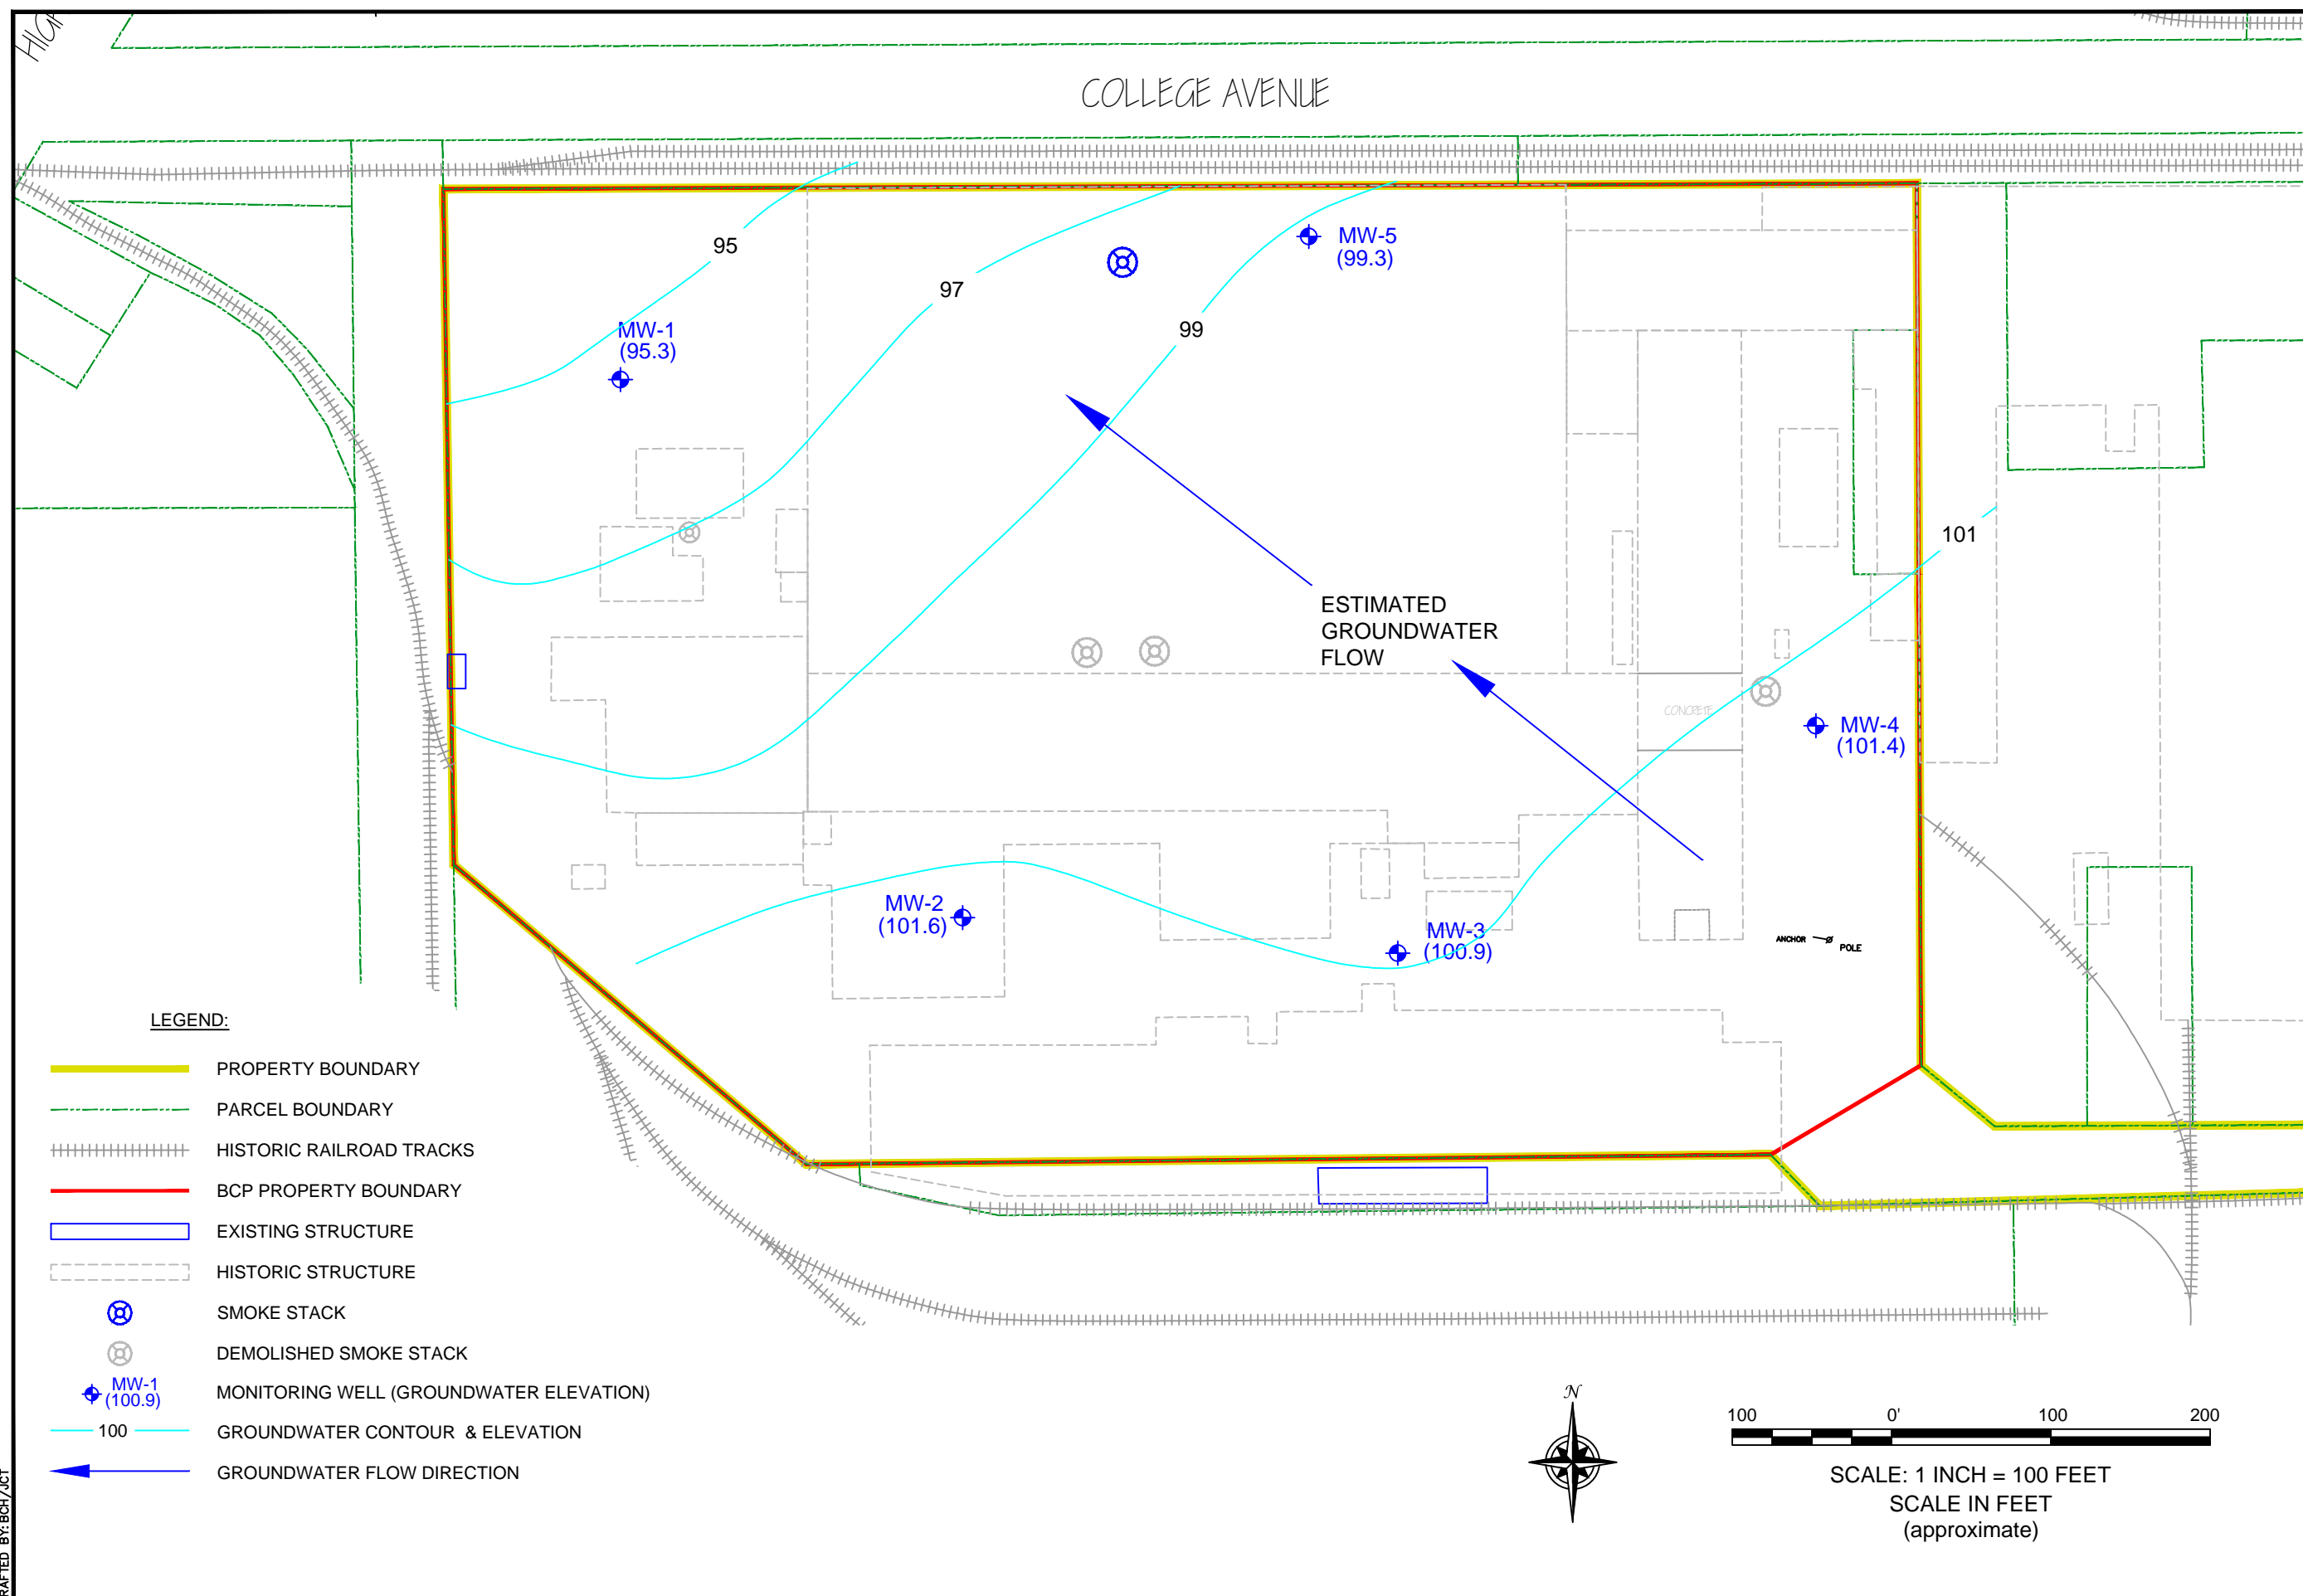 COLLEGE AVENUE
95
97
99
101
MW-5
(99.3)
MW-1
(95.3)
ESTIMATED
GROUNDWATER
FLOW
CONCRETE
MW-4
(101.4)
MW-2
(101.6)
MW-3
(100.9)
ANCHOR
POLE
LEGEND:
PROPERTY BOUNDARY
PARCEL BOUNDARY
HISTORIC RAILROAD TRACKS
BCP PROPERTY BOUNDARY
EXISTING STRUCTURE
HISTORIC STRUCTURE
SMOKE STACK
DEMOLISHED SMOKE STACK
MW-1
(100.9)
MONITORING WELL (GROUNDWATER ELEVATION)
100
GROUNDWATER CONTOUR & ELEVATION
GROUNDWATER FLOW DIRECTION
N
100 0' 100 200
SCALE: 1 INCH = 100 FEET
SCALE IN FEET
(approximate)
RAFTED BY: BCH/JCT